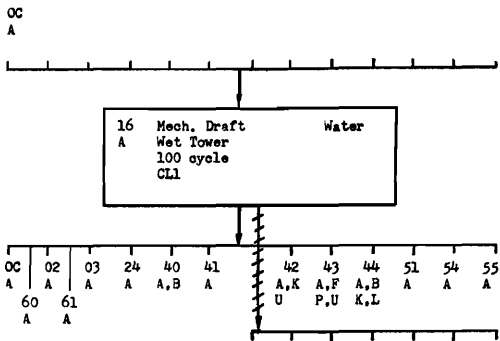 OC
A
16 Mech. Draft Water
A Wet Tower
100 cycle
CL1
OC 02 03 24 40 41 42 43 44 51 54 55
A A A A A,B A A,K A,F A,B A A A
60 61 U P,U K,L
A A